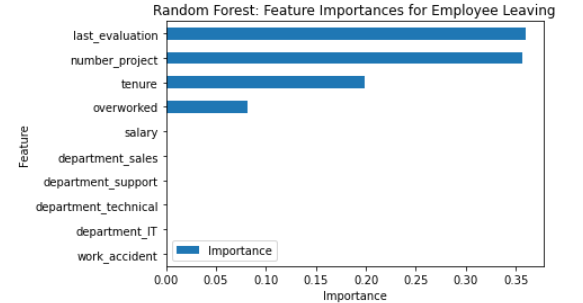 Random Forest: Feature Importances for Employee Leaving
last_evaluation
number_project
tenure
overworked
salary
department_sales
department_support
department_technical
department_IT
work_accident
Feature
Importance
0.00 0.05 0.10 0.15 0.20 0.25 0.30 0.35
Importance